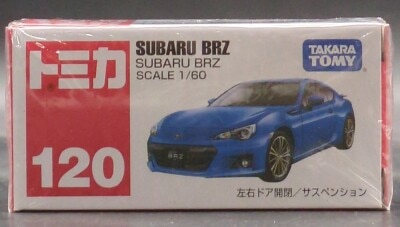 トミカ
120
SUBARU BRZ
SUBARU BRZ
SCALE 1/60
TAKARA
TOMY
BRZ
左右ドア開閉/サスペンション